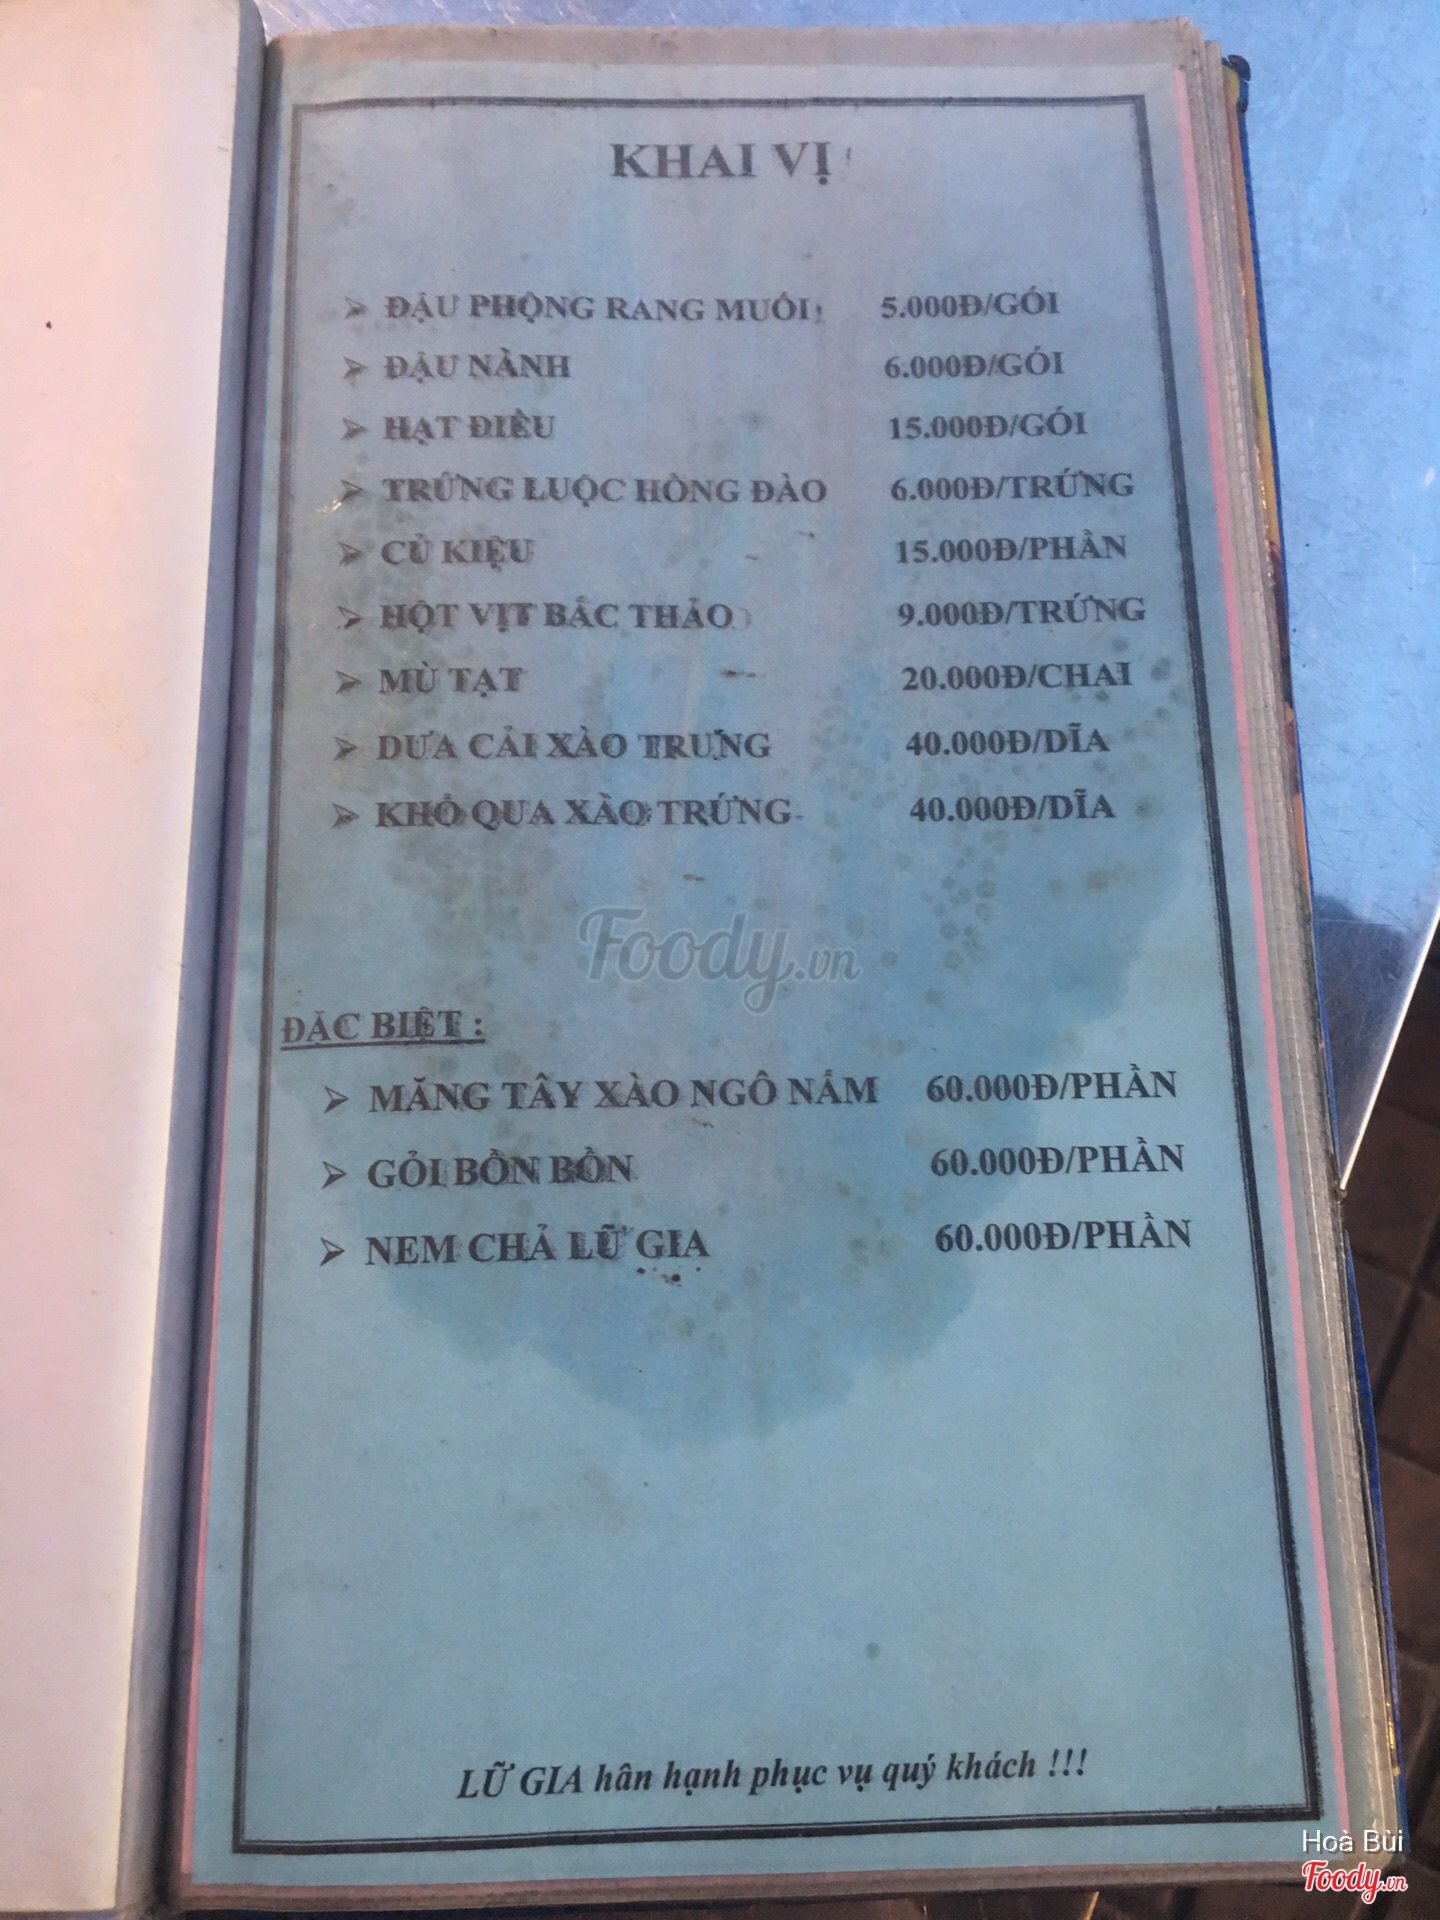 KHAI VỊ
➢ ĐẬU PHỘNG RANG MUỐI 5.000Đ/GÓI
➢ ĐẬU NÀNH 6.000Đ/GÓI
➢ HẠT ĐIỀU 15.000Đ/GÓI
➢ TRỨNG LUỘC HỒNG ĐÀO 6.000Đ/TRỨNG
➢ CỦ KIỆU 15.000Đ/PHẦN
➢ HỘT VỊT BẮC THẢO 9.000Đ/TRỨNG
➢ MÙ TẠT 20.000Đ/CHAI
➢ DƯA CẢI XÀO TRƯNG 40.000Đ/DĨA
➢ KHỔ QUA XÀO TRỨNG 40.000Đ/DĨA
Foody.vn
ĐẶC BIỆT :
➢ MĂNG TÂY XÀO NGÔ NẤM 60.000Đ/PHẦN
➢ GỎI BỒN BỒN 60.000Đ/PHẦN
➢ NEM CHẢ LỮ GIA 60.000Đ/PHẦN
LỮ GIA hân hạnh phục vụ quý khách !!!
Hoà Bùi
Foody.vn